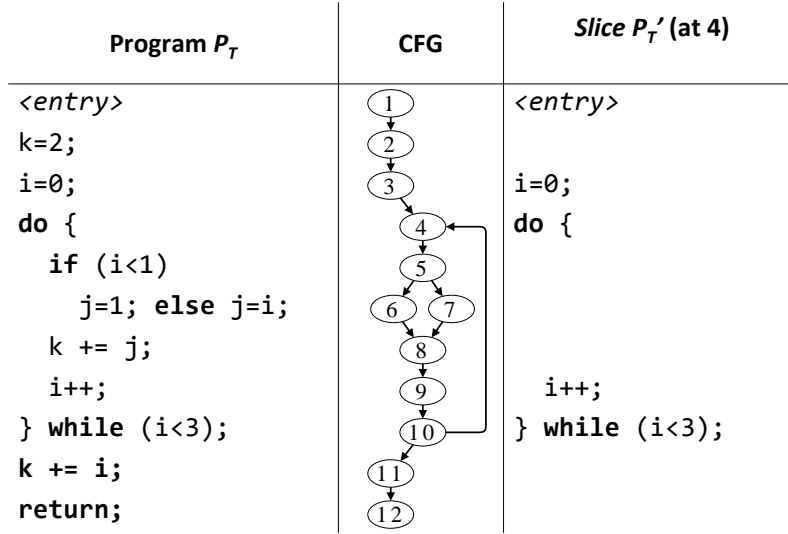 Program P_T CFG Slice P_T’ (at 4)
<entry> 1 <entry>
k=2; 2
i=0; 3 i=0;
do { 4 do {
if (i<1) 5
j=1; else j=i; 6 7
k += j; 8
i++; 9 i++;
} while (i<3); 10 } while (i<3);
k += i; 11
return; 12